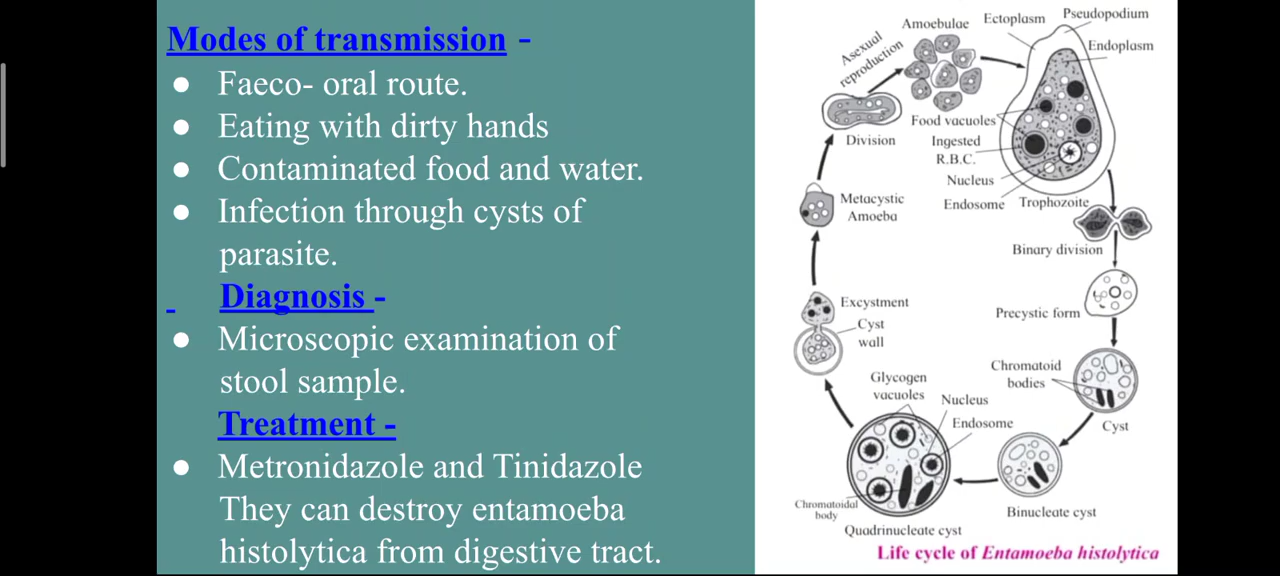 Modes of transmission -
● Faeco- oral route.
● Eating with dirty hands
● Contaminated food and water.
● Infection through cysts of
parasite.
Diagnosis -
● Microscopic examination of
stool sample.
Treatment -
● Metronidazole and Tinidazole
They can destroy entamoeba
histolytica from digestive tract.
Amoebulae
Ectoplasm
Pseudopodium
Endoplasm
Asexual
reproduction
Food vacuoles
Division
Ingested
R.B.C.
Nucleus
Endosome
Trophozoite
Metacystic
Amoeba
Binary division
Precystic form
Excystment
Cyst
wall
Chromatoid
bodies
Cyst
Glycogen
vacuoles
Nucleus
Endosome
Chromatoidal
body
Quadrinucleate cyst
Binucleate cyst
Life cycle of Entamoeba histolytica